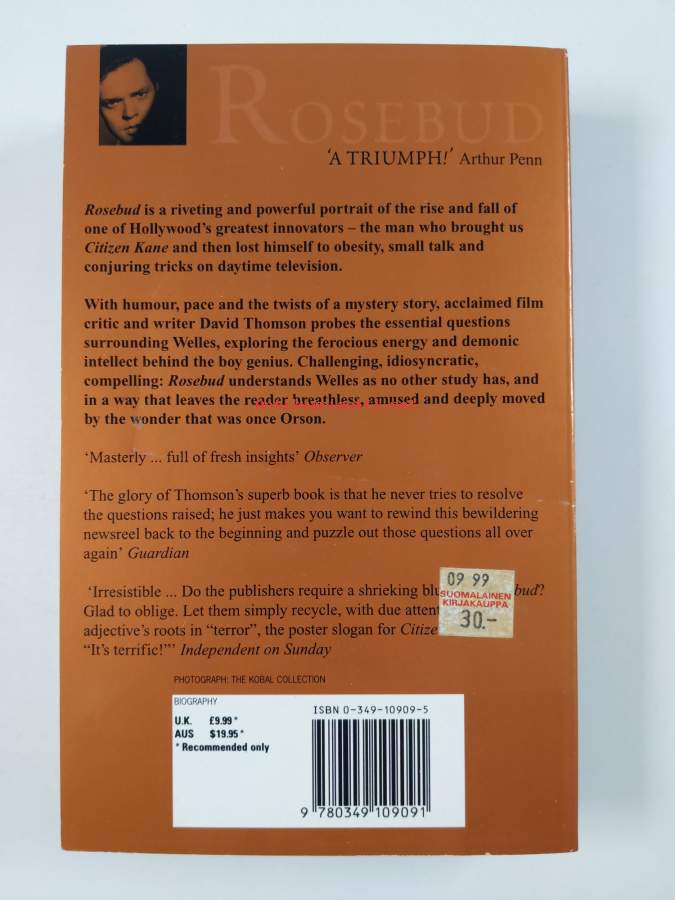 ROSEBUD
‘A TRIUMPH!’ Arthur Penn
Rosebud is a riveting and powerful portrait of the rise and fall of
one of Hollywood’s greatest innovators – the man who brought us
Citizen Kane and then lost himself to obesity, small talk and
conjuring tricks on daytime television.
With humour, pace and the twists of a mystery story, acclaimed film
critic and writer David Thomson probes the essential questions
surrounding Welles, exploring the ferocious energy and demonic
intellect behind the boy genius. Challenging, idiosyncratic,
compelling: Rosebud understands Welles as no other study has, and
in a way that leaves the reader breathless, amused and deeply moved
by the wonder that was once Orson.
‘Masterly ... full of fresh insights’ Observer
‘The glory of Thomson’s superb book is that he never tries to resolve
the questions raised; he just makes you want to rewind this bewildering
newsreel back to the beginning and puzzle out those questions all over
again’ Guardian
‘Irresistible ... Do the publishers require a shrieking bud?
Glad to oblige. Let them simply recycle, with due
adjective’s roots in “terror”, the poster slogan for
“It’s terrific!”’ Independent on Sunday
09 99
SUOMALAINEN
KIRJAKAUPPA
30.-
PHOTOGRAPH: THE KOBAL COLLECTION
BIOGRAPHY
U.K. £9.99*
AUS $19.95*
* Recommended only
ISBN 0-349-10909-5
9 780349 109091